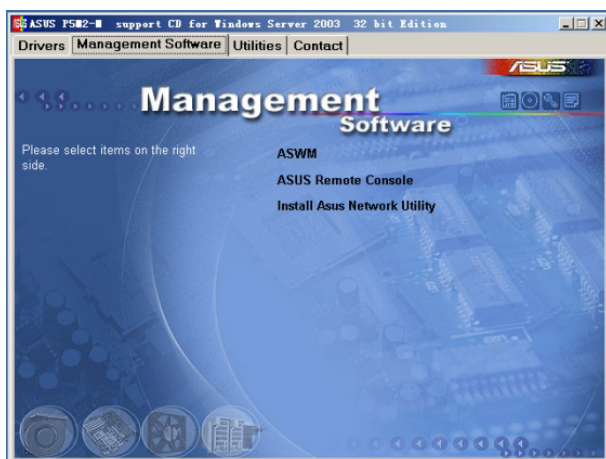 ASUS P5M2-M support CD for Windows Server 2003 32 bit Edition
Drivers Management Software Utilities Contact
ASUS
Management
Software
Please select items on the right
side.
ASWM
ASUS Remote Console
Install Asus Network Utility